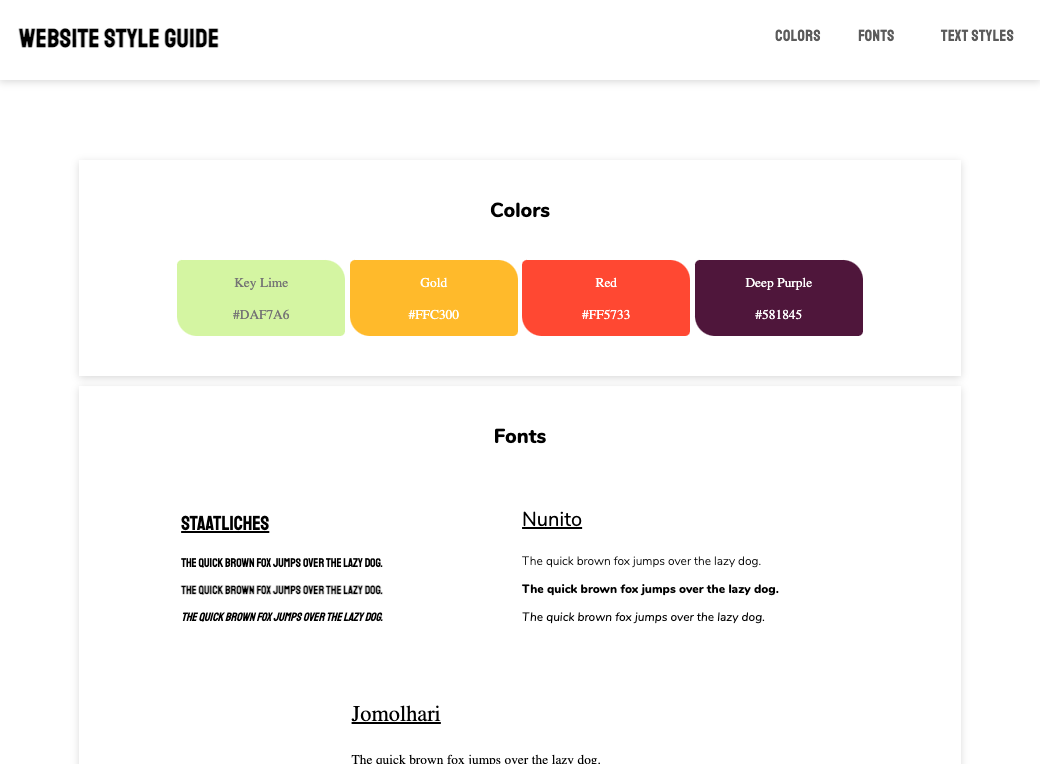 WEBSITE STYLE GUIDE
COLORS FONTS TEXT STYLES
Colors
Key Lime
#DAF7A6
Gold
#FFC300
Red
#FF5733
Deep Purple
#581845
Fonts
STAATLICHES
THE QUICK BROWN FOX JUMPS OVER THE LAZY DOG.
THE QUICK BROWN FOX JUMPS OVER THE LAZY DOG.
THE QUICK BROWN FOX JUMPS OVER THE LAZY DOG.
Nunito
The quick brown fox jumps over the lazy dog.
The quick brown fox jumps over the lazy dog.
The quick brown fox jumps over the lazy dog.
Jomolhari
The quick brown fox jumps over the lazy dog.